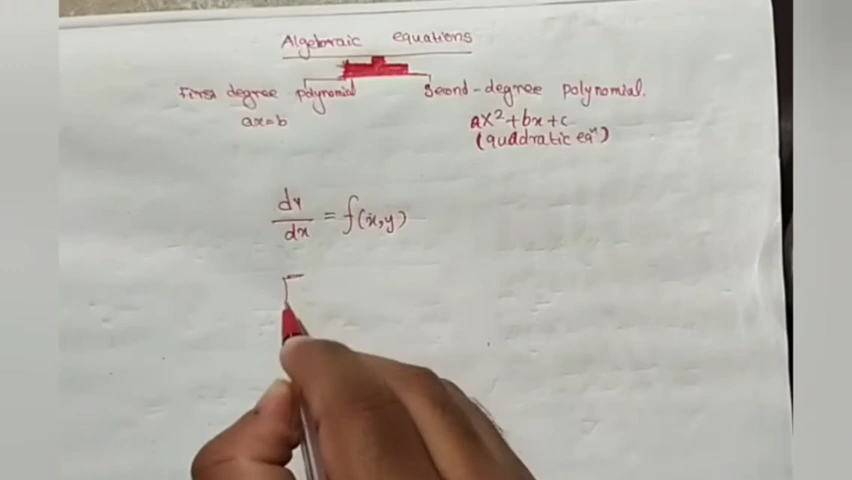 Algebraic equations
First degree polynomial
ax=b
Second-degree polynomial.
ax²+bx+c
(quadratic eqⁿ)
dy/dx = f(x,y)